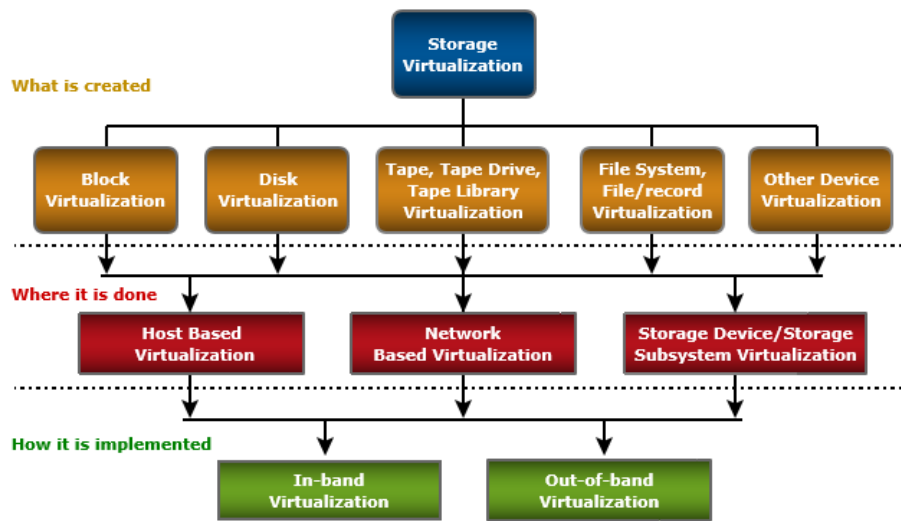 Storage
Virtualization
What is created
Block
Virtualization
Disk
Virtualization
Tape, Tape Drive,
Tape Library
Virtualization
File System,
File/record
Virtualization
Other Device
Virtualization
Where it is done
Host Based
Virtualization
Network
Based Virtualization
Storage Device/Storage
Subsystem Virtualization
How it is implemented
In-band
Virtualization
Out-of-band
Virtualization